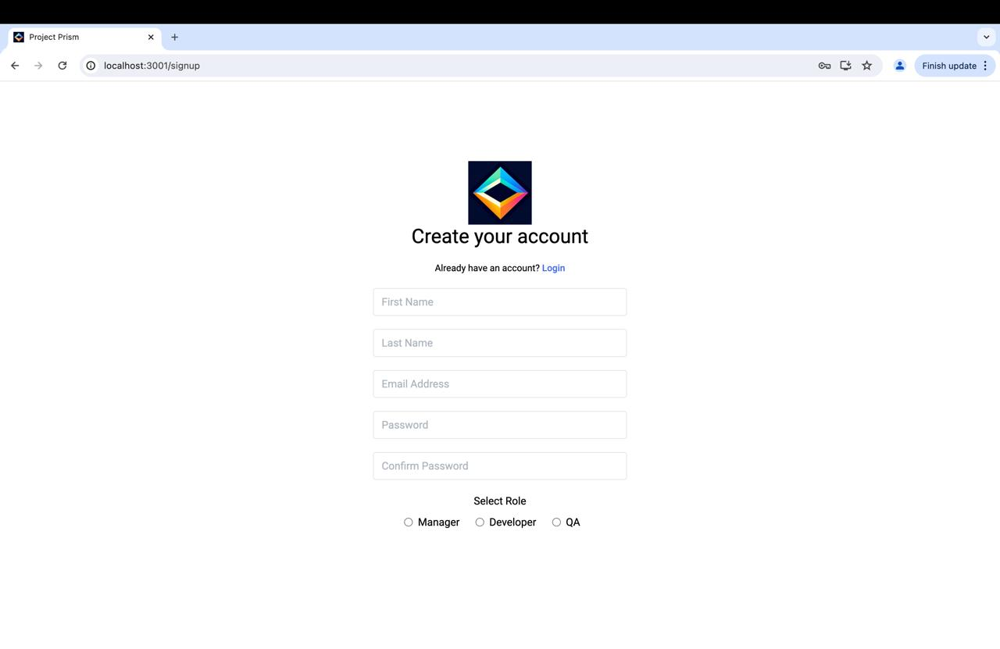 Project Prism
localhost:3001/signup
Finish update
Create your account
Already have an account? Login
First Name
Last Name
Email Address
Password
Confirm Password
Select Role
Manager Developer QA